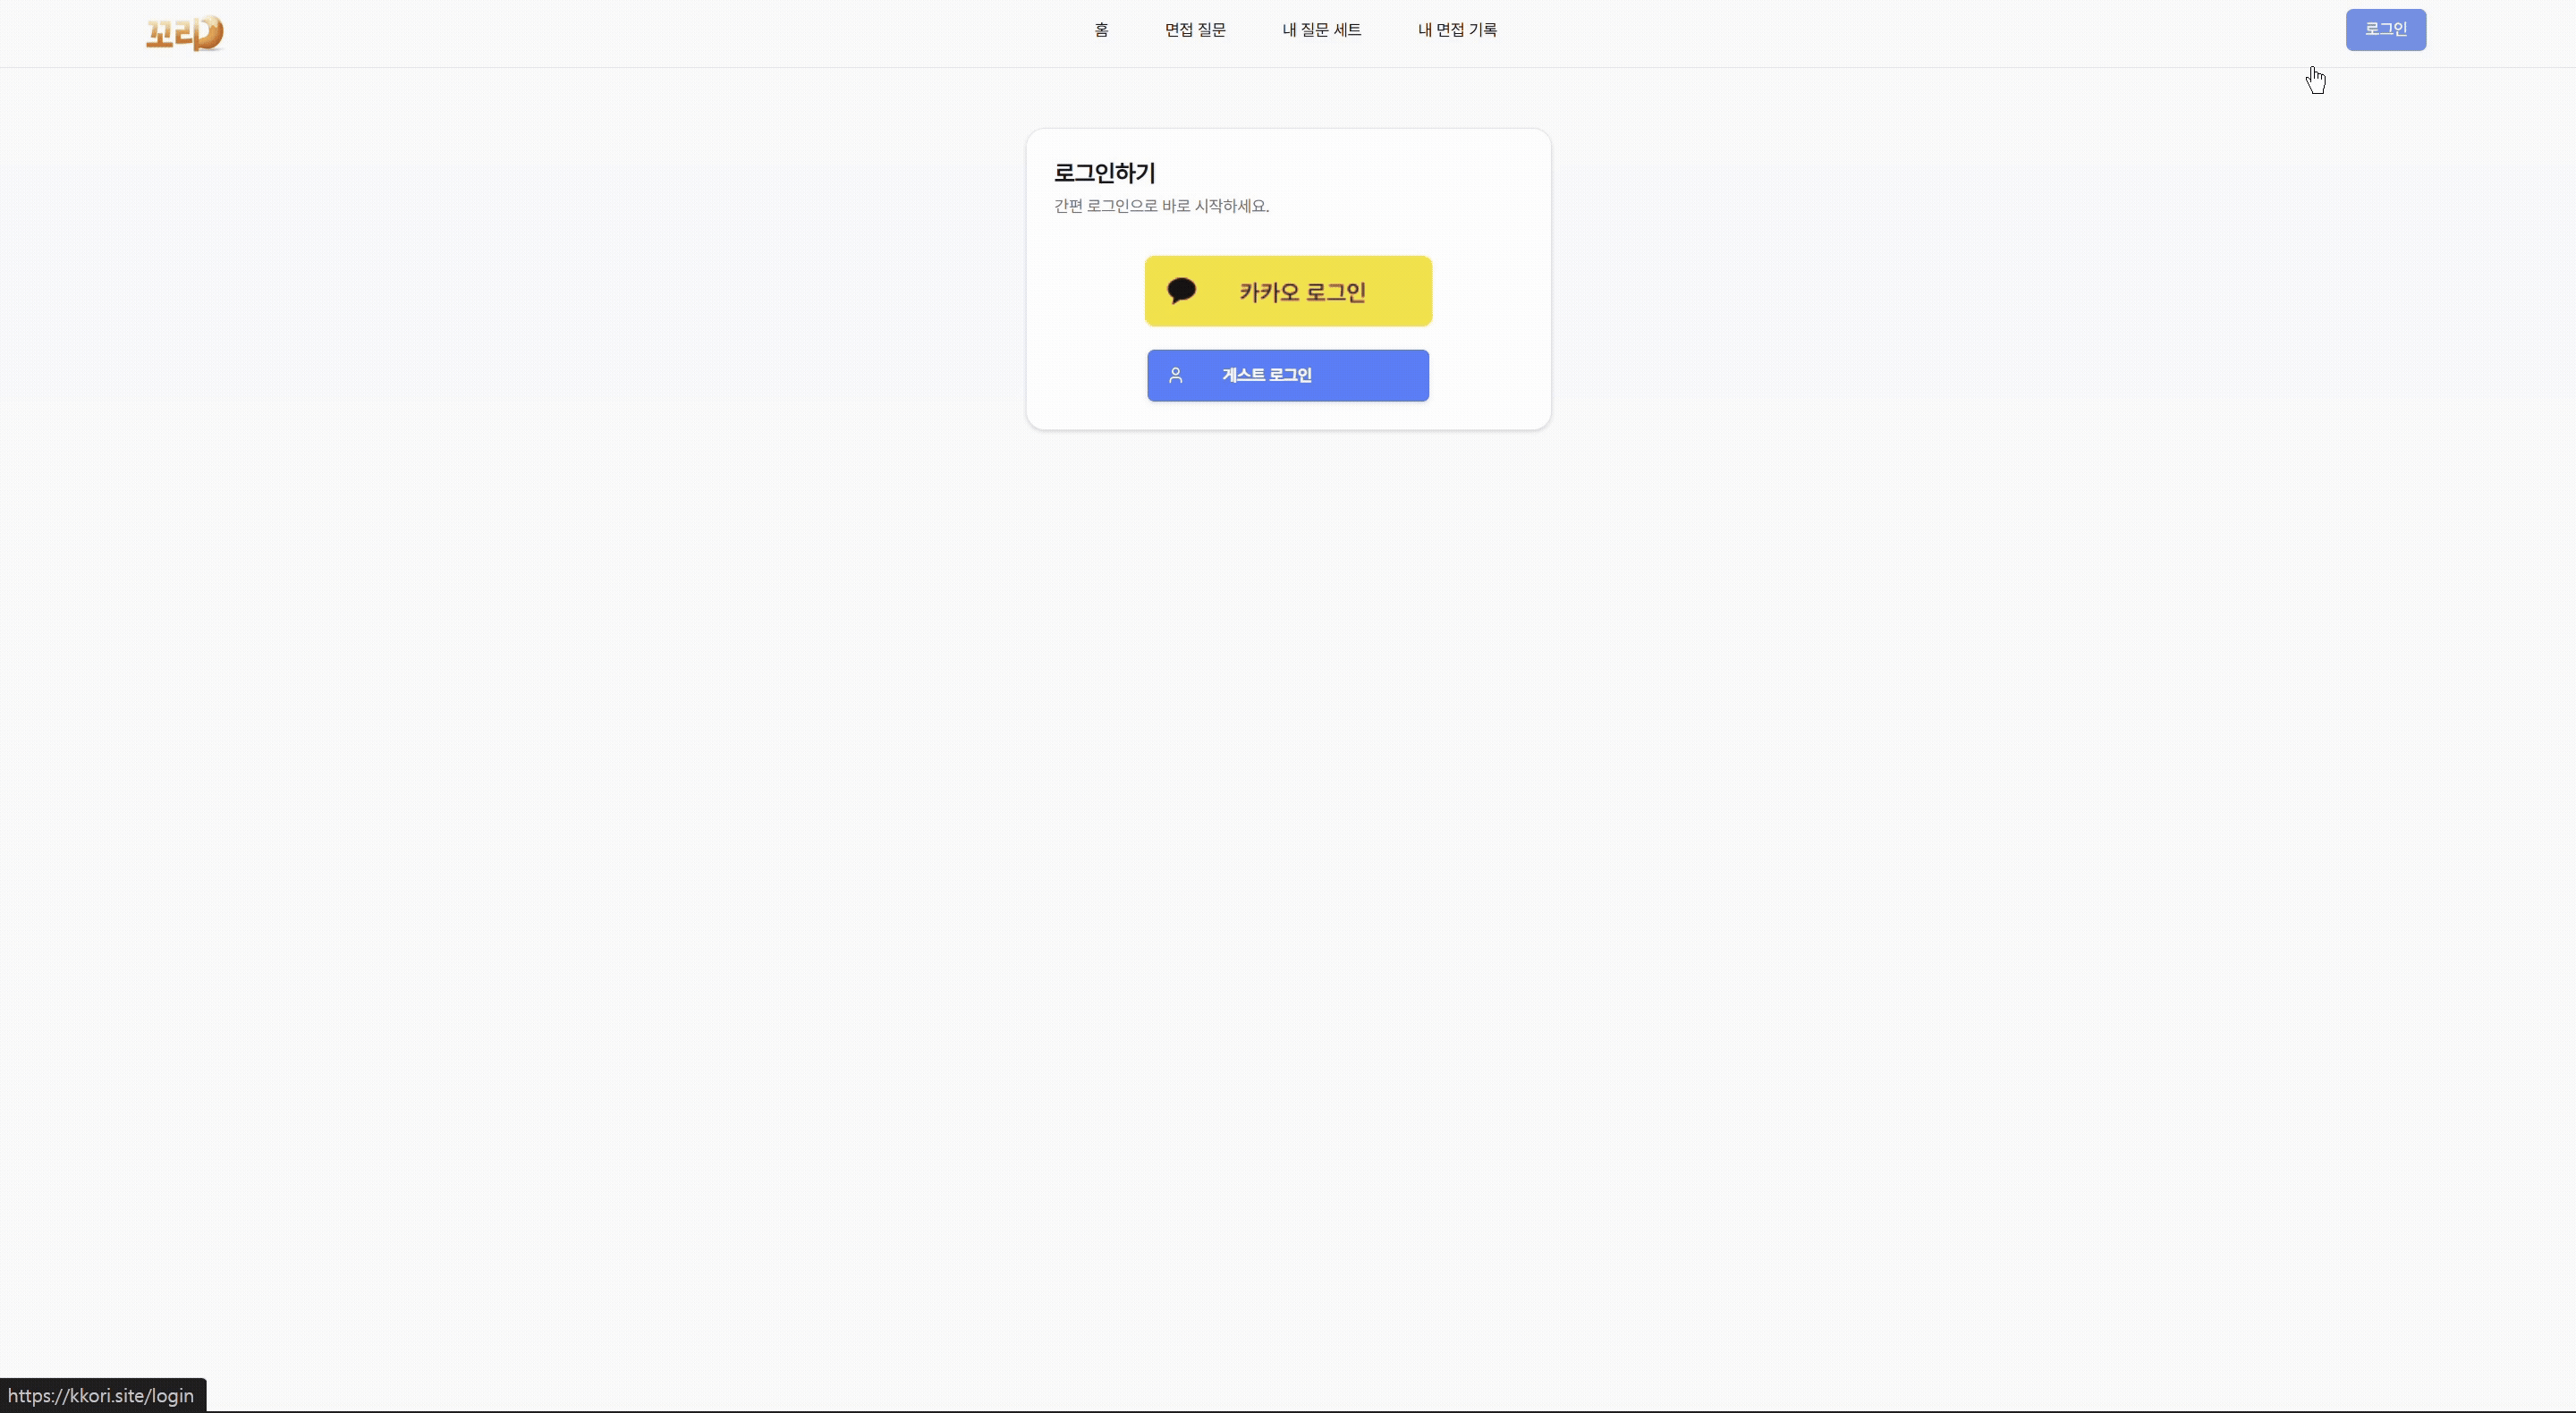 꼬리
홈 면접 질문 내 질문 세트 내 면접 기록 로그인
로그인하기
간편 로그인으로 바로 시작하세요.
카카오 로그인
게스트 로그인
https://kkori.site/login